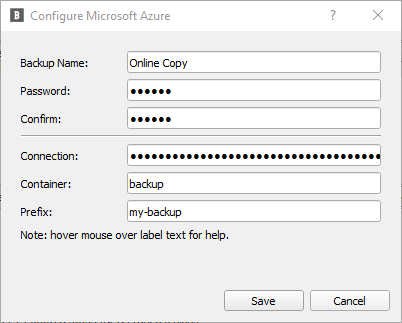 B Configure Microsoft Azure ?
Backup Name: Online Copy
Password: ●●●●●●
Confirm: ●●●●●●
Connection: ●●●●●●●●●●●●●●●●●●●●●●●●●●●●●●●●●●●●
Container: backup
Prefix: my-backup
Note: hover mouse over label text for help.
Save Cancel